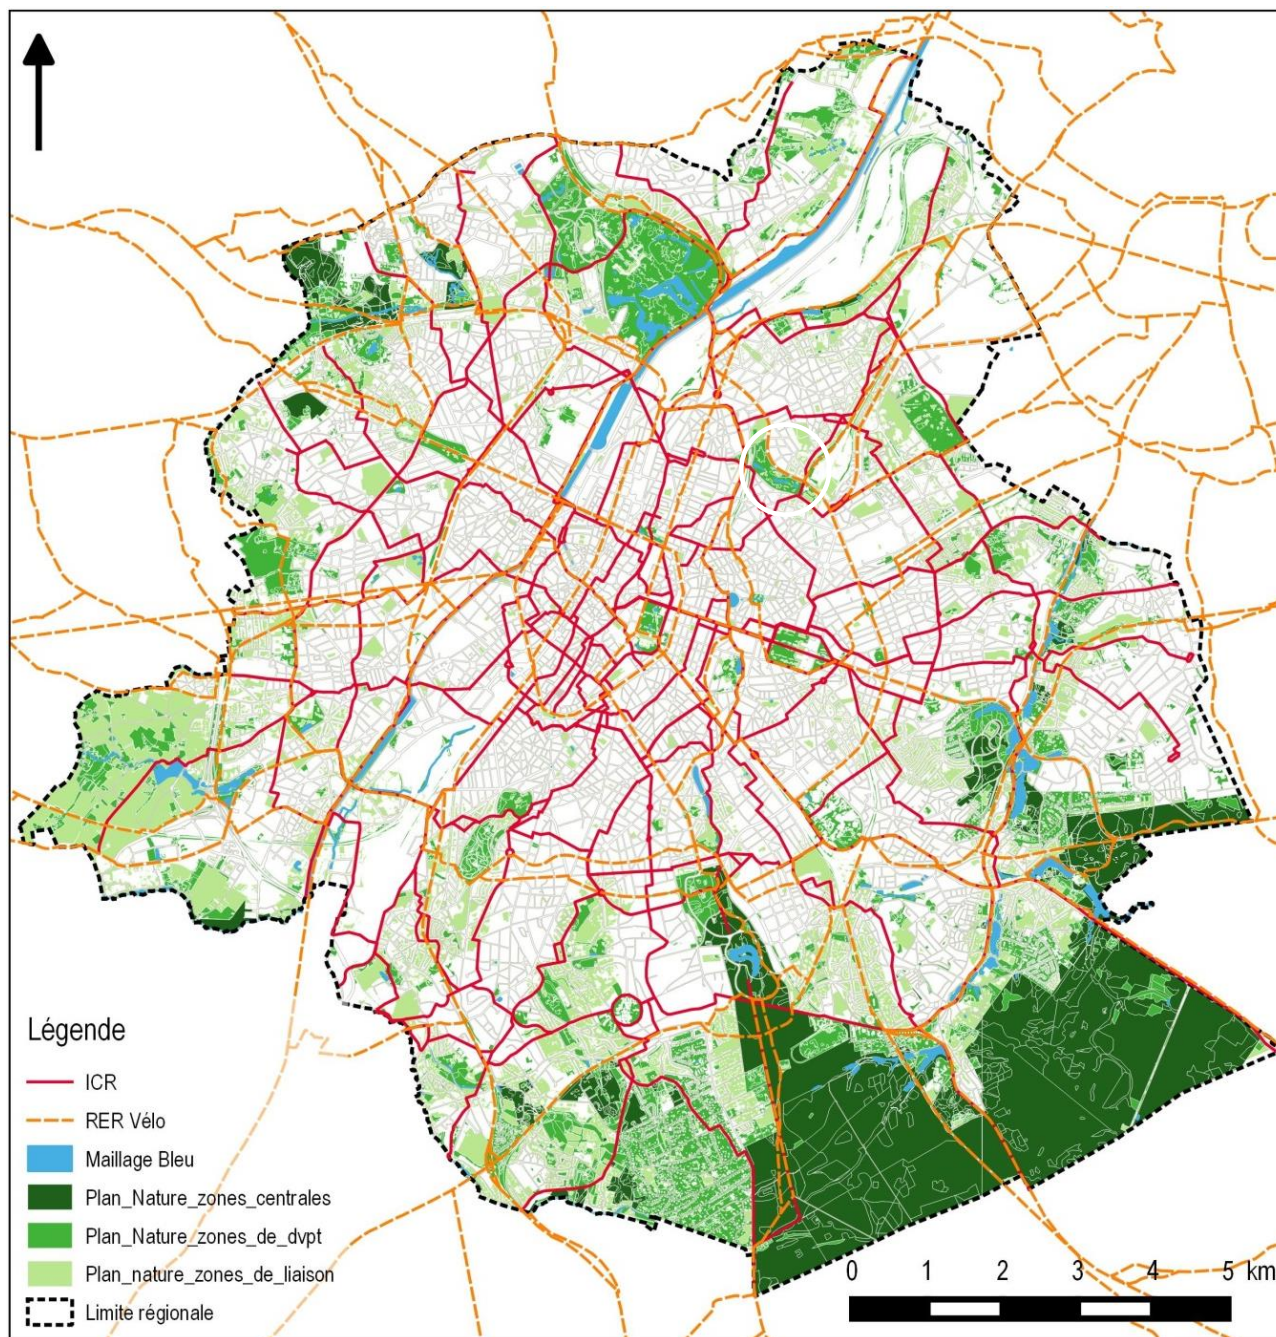 Légende
ICR
RER Vélo
Maillage Bleu
Plan_Nature_zones_centrales
Plan_Nature_zones_de_dvpt
Plan_nature_zones_de_liaison
Limite régionale
0 1 2 3 4 5 km